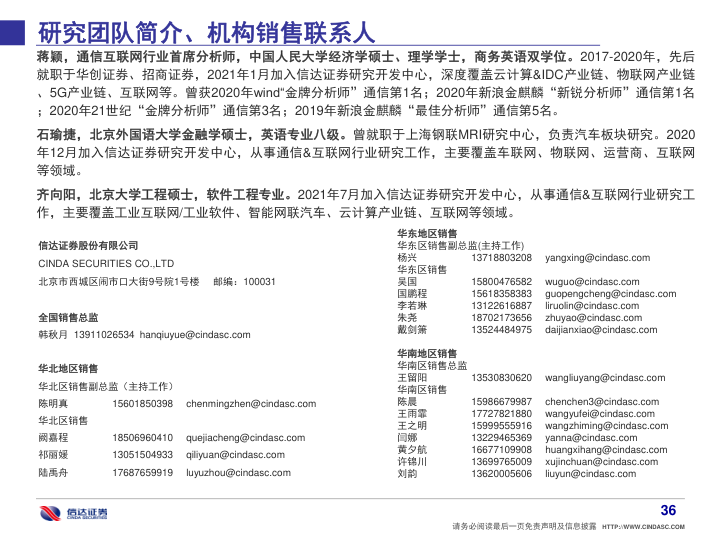 研究团队简介、机构销售联系人
蒋颖，通信互联网行业首席分析师，中国人民大学经济学硕士、理学学士，商务英语双学位。2017-2020年，先后
就职于华创证券、招商证券，2021年1月加入信达证券研究开发中心，深度覆盖云计算&IDC产业链、物联网产业链
、5G产业链、互联网等。曾获2020年wind“金牌分析师”通信第1名；2020年新浪金麒麟“新锐分析师”通信第1名
；2020年21世纪“金牌分析师”通信第3名；2019年新浪金麒麟“最佳分析师”通信第5名。
石瑜捷，北京外国语大学金融学硕士，英语专业八级。曾就职于上海钢联MRI研究中心，负责汽车板块研究。2020
年12月加入信达证券研究开发中心，从事通信&互联网行业研究工作，主要覆盖车联网、物联网、运营商、互联网
等领域。
齐向阳，北京大学工程硕士，软件工程专业。2021年7月加入信达证券研究开发中心，从事通信&互联网行业研究工
作，主要覆盖工业互联网/工业软件、智能网联汽车、云计算产业链、互联网等领域。
信达证券股份有限公司
CINDA SECURITIES CO.,LTD
北京市西城区闹市口大街9号院1号楼 邮编：100031
全国销售总监
韩秋月 13911026534 hanqiuyue@cindasc.com
华北地区销售
华北区销售副总监（主持工作）
陈明真 15601850398 chenmingzhen@cindasc.com
华北区销售
阙嘉程 18506960410 quejiacheng@cindasc.com
祁丽媛 13051504933 qiliyuan@cindasc.com
陆禹舟 17687659919 luyuzhou@cindasc.com
华东地区销售
华东区销售副总监(主持工作)
杨兴 13718803208 yangxing@cindasc.com
华东区销售
吴国 15800476582 wuguo@cindasc.com
国鹏程 15618358383 guopengcheng@cindasc.com
李若琳 13122616887 liruolin@cindasc.com
朱尧 18702173656 zhuyao@cindasc.com
戴剑箫 13524484975 daijianxiao@cindasc.com
华南地区销售
华南区销售总监
王留阳 13530830620 wangliuyang@cindasc.com
华南区销售
陈晨 15986679987 chenchen3@cindasc.com
王雨霏 17727821880 wangyufei@cindasc.com
王之明 15999555916 wangzhiming@cindasc.com
闫娜 13229465369 yanna@cindasc.com
黄夕航 16677109908 huangxihang@cindasc.com
许锦川 13699765009 xujinchuan@cindasc.com
刘韵 13620005606 liuyun@cindasc.com
信达证券
CINDA SECURITIES
36
请务必阅读最后一页免责声明及信息披露 HTTP://WWW.CINDASC.COM